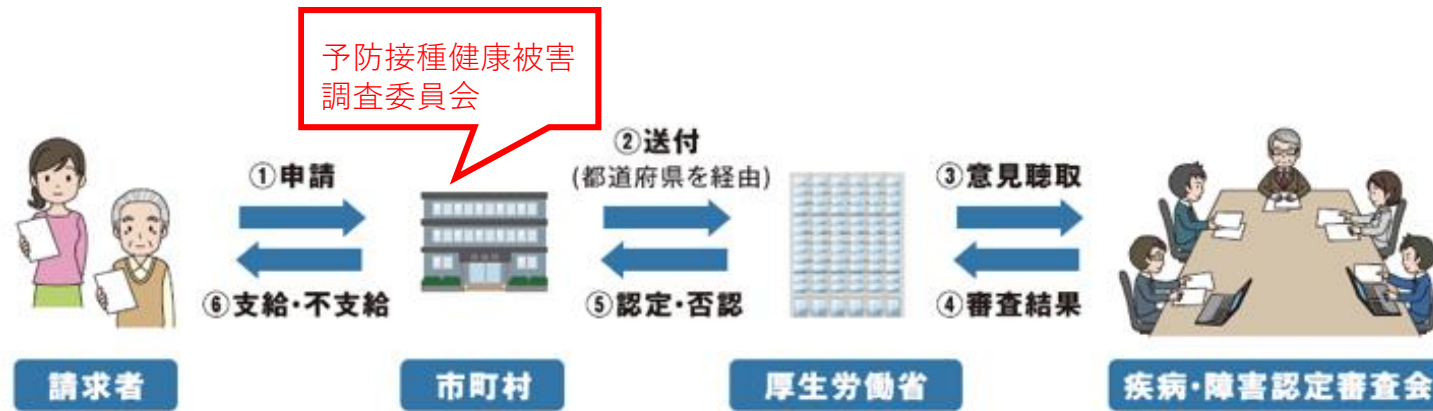 予防接種健康被害
調査委員会
①申請
②送付
(都道府県を経由)
③意見聴取
⑥支給・不支給
⑤認定・否認
④審査結果
請求者
市町村
厚生労働省
疾病・障害認定審査会